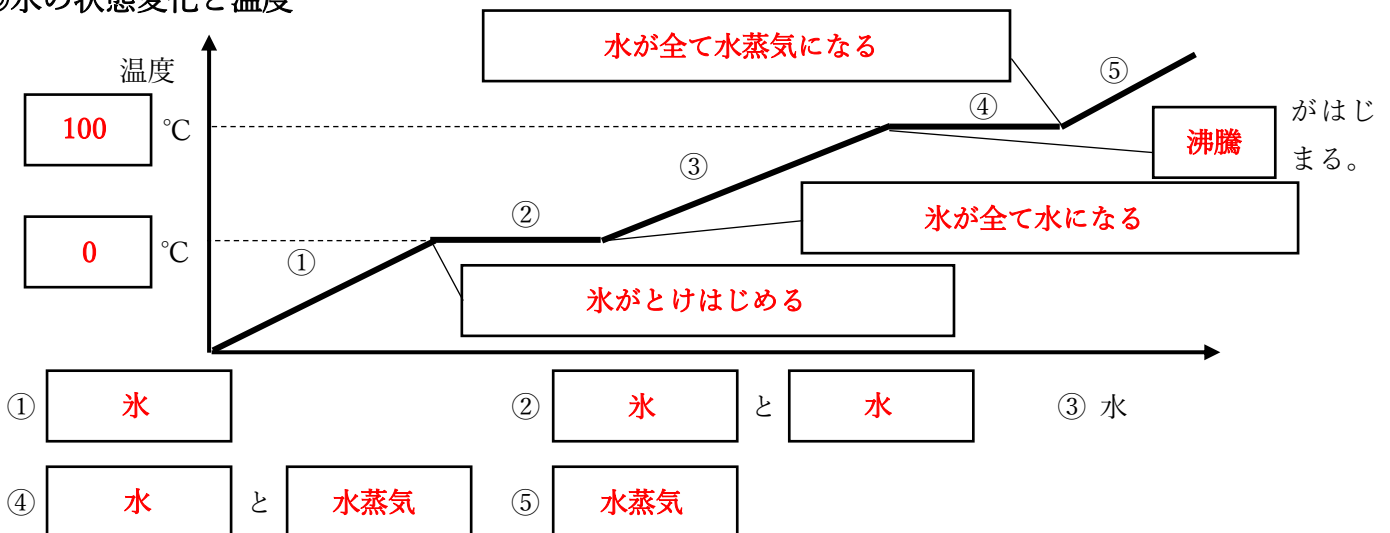 水の状態変化と温度
水が全て水蒸気になる
⑤
温度
④
100 ℃
沸騰 がはじ
まる。
③
氷が全て水になる
②
0 ℃
①
氷がとけはじめる
① 氷 ② 氷 と 水 ③ 水
④ 水 と 水蒸気 ⑤ 水蒸気